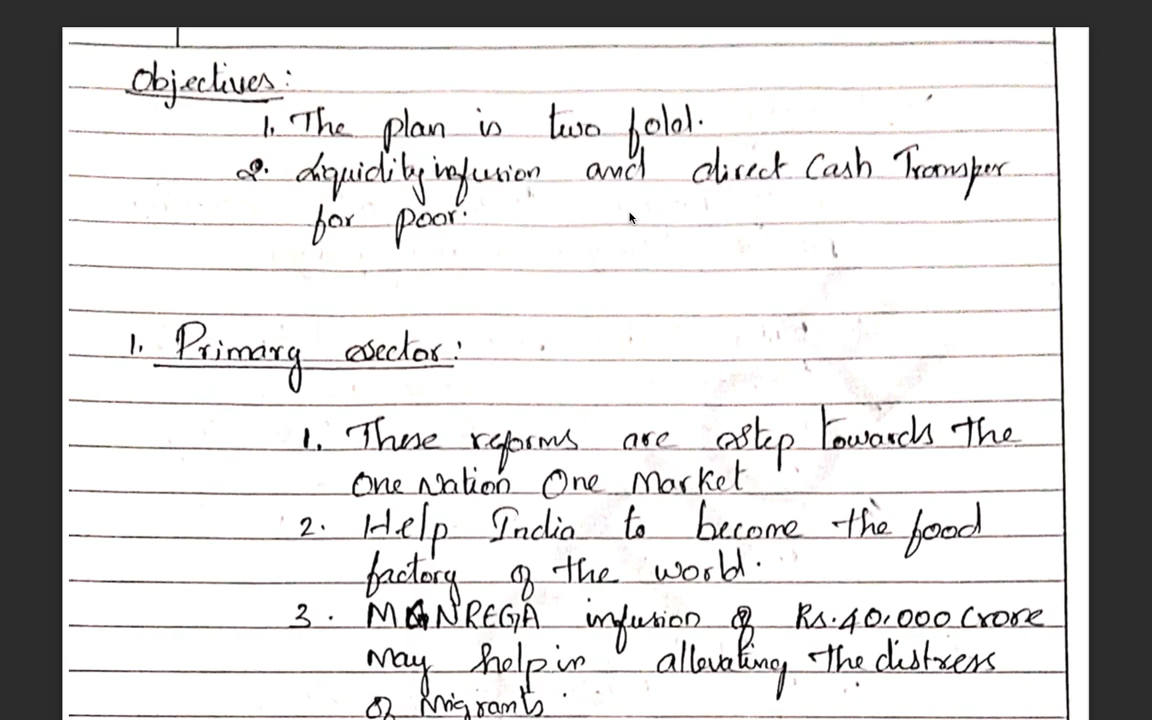 Objectives:
1. The plan is two fold.
2. Liquidity infusion and direct Cash Transfer
for poor.
1. Primary sector:
1. These reforms are a step towards the
One Nation One Market
2. Help India to become the food
factory of the world.
3. MGNREGA infusion of Rs. 40,000 Crore
May help in allevating the distress
of Migrants.